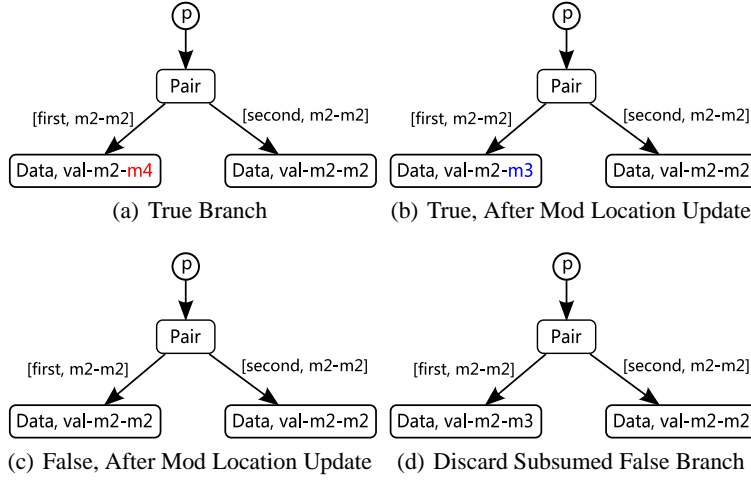 p
p
Pair
Pair
[first, m2-m2]
[second, m2-m2]
[first, m2-m2]
[second, m2-m2]
Data, val-m2-m4
Data, val-m2-m2
Data, val-m2-m3
Data, val-m2-m2
(a) True Branch
(b) True, After Mod Location Update
p
p
Pair
Pair
[first, m2-m2]
[second, m2-m2]
[first, m2-m2]
[second, m2-m2]
Data, val-m2-m2
Data, val-m2-m2
Data, val-m2-m3
Data, val-m2-m2
(c) False, After Mod Location Update
(d) Discard Subsumed False Branch